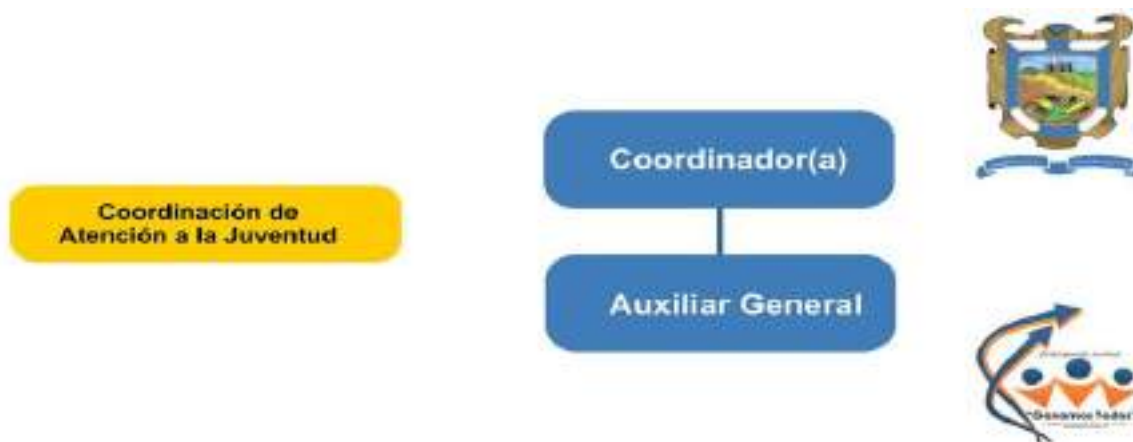 Coordinación de
Atención a la Juventud
Coordinador(a)
Auxiliar General
"Ganamos Todos"